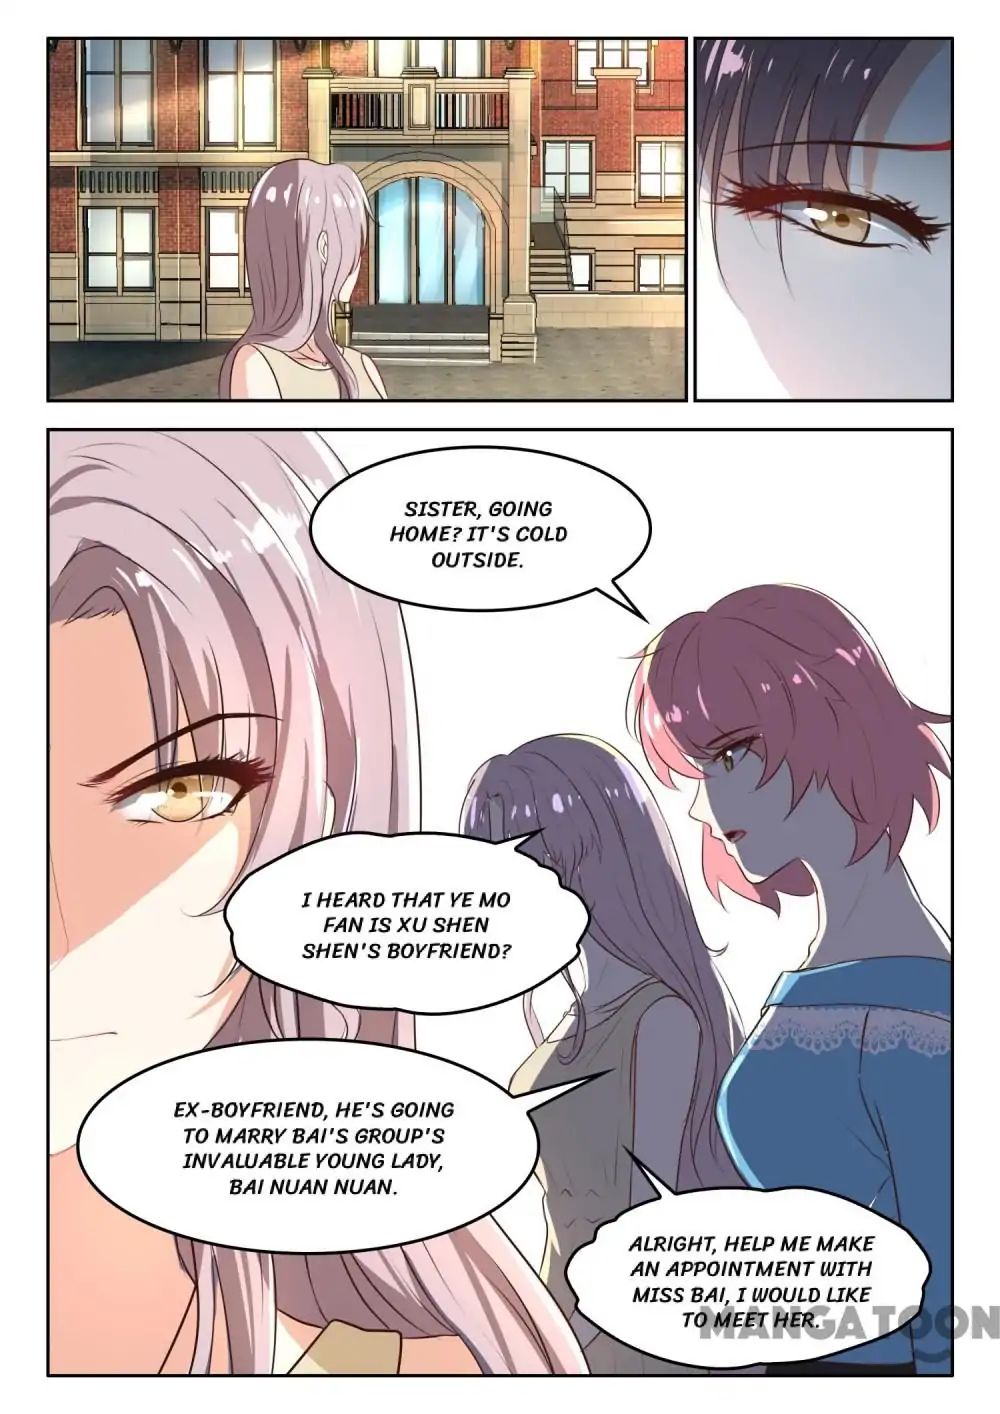 SISTER, GOING
HOME? IT'S COLD
OUTSIDE.
I HEARD THAT YE MO
FAN IS XU SHEN
SHEN'S BOYFRIEND?
EX-BOYFRIEND, HE'S GOING
TO MARRY BAI'S GROUP'S
INVALUABLE YOUNG LADY,
BAI NUAN NUAN.
ALRIGHT, HELP ME MAKE
AN APPOINTMENT WITH
MISS BAI, I WOULD LIKE
TO MEET HER.
MANGATOON